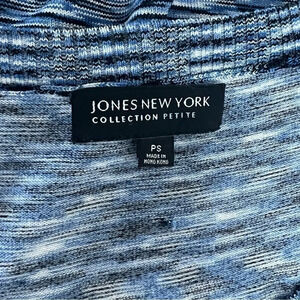 JONES NEW YORK
COLLECTION PETITE
PS
MADE IN
HONG KONG